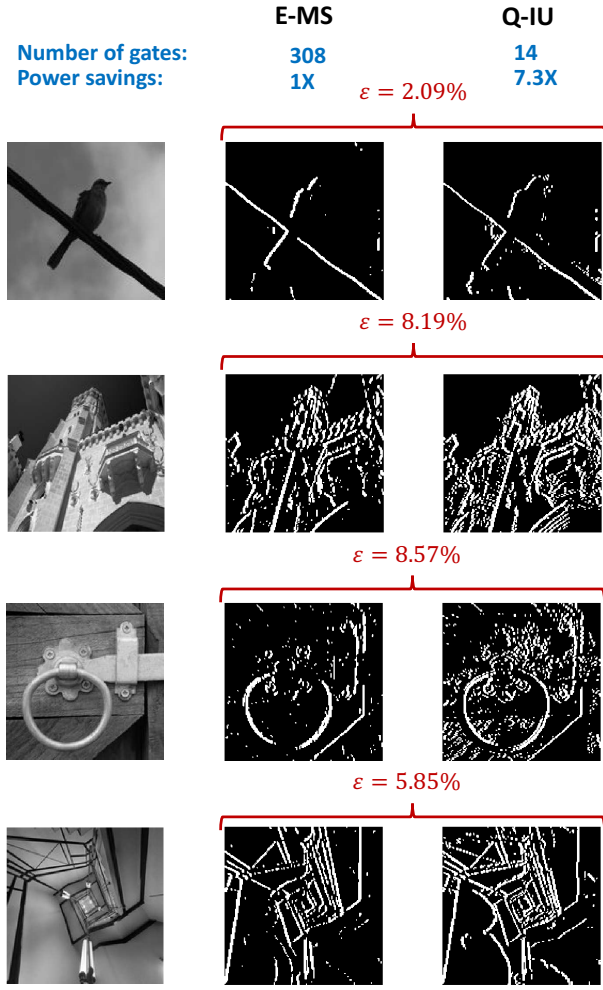 E-MS Q-IU
Number of gates: 308 14
Power savings: 1X 7.3X
ε = 2.09%
ε = 8.19%
ε = 8.57%
ε = 5.85%